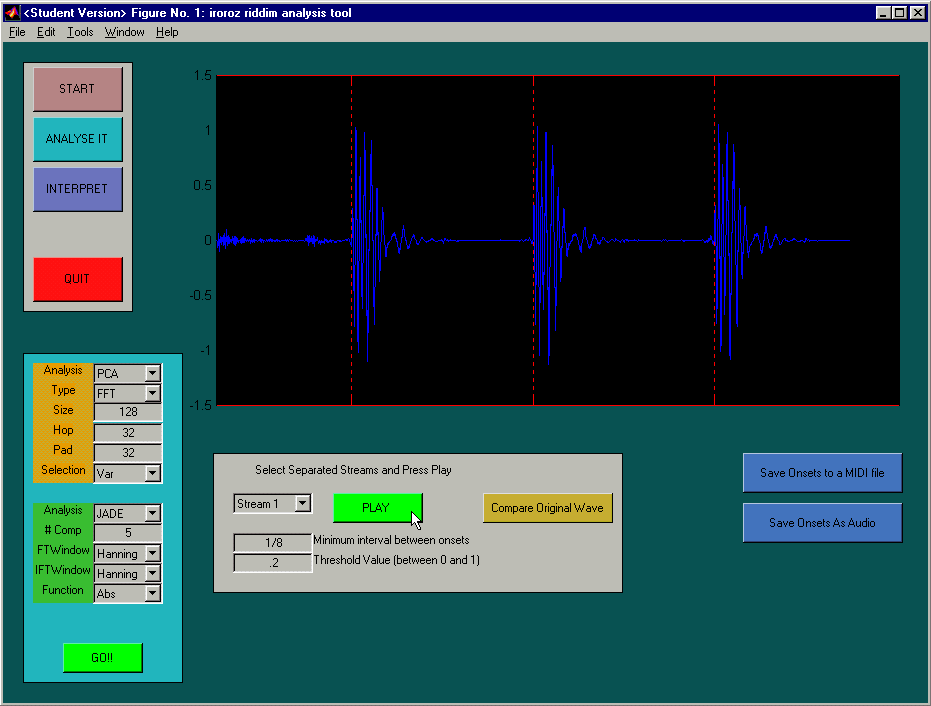 <Student Version> Figure No. 1: iroroz riddim analysis tool
File Edit Tools Window Help
START
ANALYSE IT
INTERPRET
QUIT
1.5
1
0.5
0
-0.5
-1
-1.5
Analysis PCA
Type FFT
Size 128
Hop 32
Pad 32
Selection Var
Analysis JADE
# Comp 5
FTWindow Hanning
IFTWindow Hanning
Function Abs
GO!!
Select Separated Streams and Press Play
Stream 1 PLAY Compare Original Wave
1/8 Minimum interval between onsets
.2 Threshold Value (between 0 and 1)
Save Onsets to a MIDI file
Save Onsets As Audio